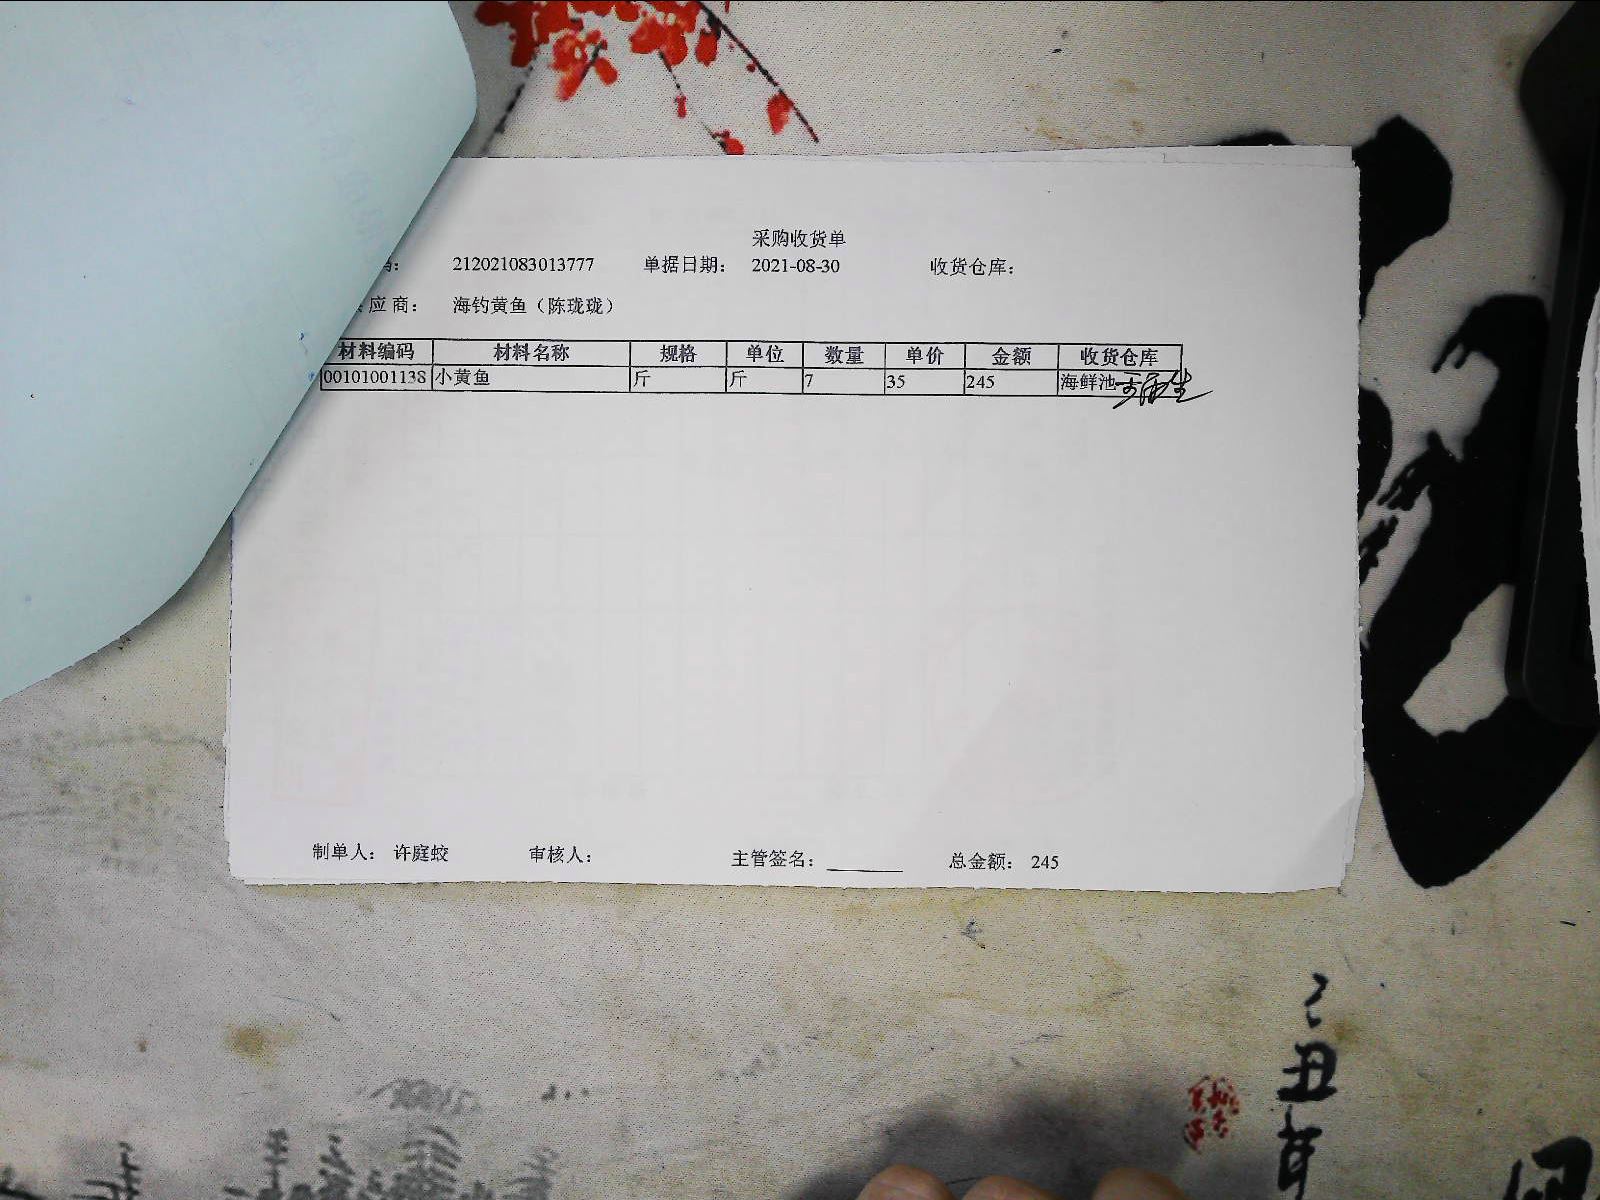 采购收货单
码： 212021083013777 单据日期： 2021-08-30 收货仓库：
应商： 海钓黄鱼（陈珑珑）
材料编码 材料名称 规格 单位 数量 单价 金额 收货仓库
00101001138 小黄鱼 斤 斤 7 35 245 海鲜池
制单人： 许庭蛟 审核人： 主管签名： 总金额： 245
丑